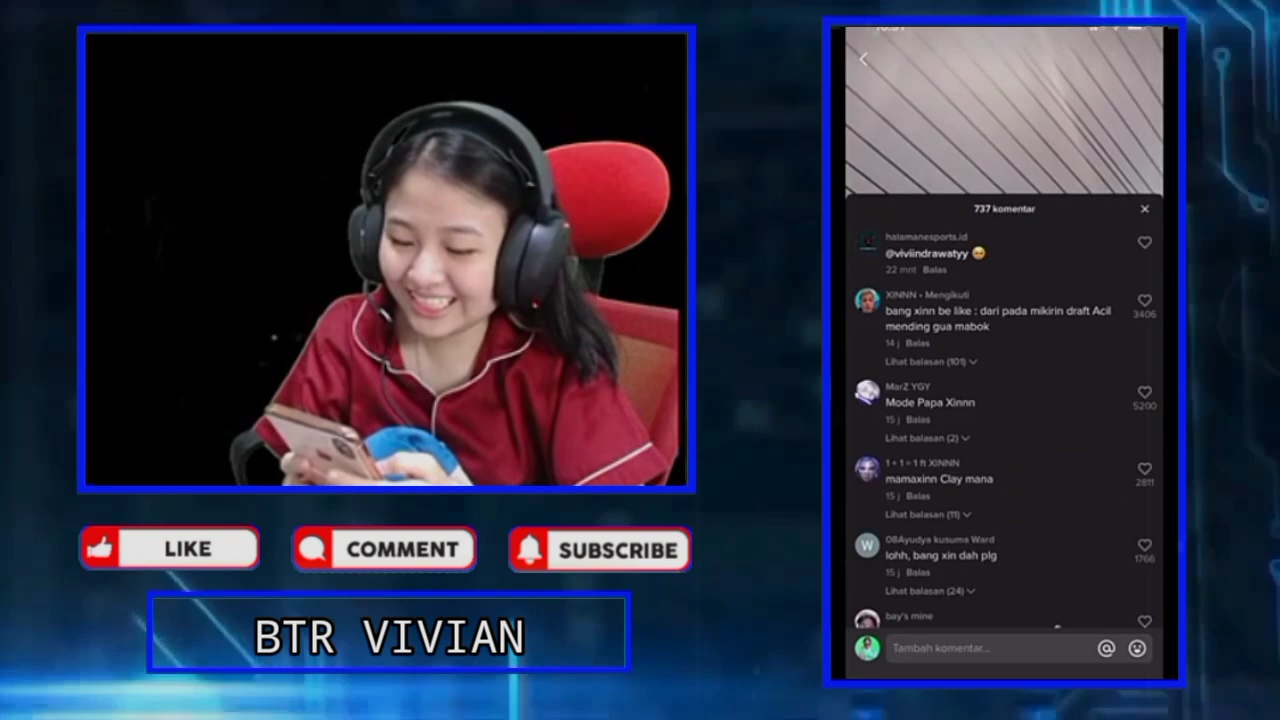 LIKE
COMMENT
SUBSCRIBE
BTR VIVIAN
737 komentar
halamanesports.id
@viviindrawatyy 🥹
22 mnt Balas
XINNN • Mengikuti
bang xinn be like : dari pada mikirin draft Acil
mending gua mabok
3406
14 j Balas
Lihat balasan (101)
MarZ YGY
Mode Papa Xinnn
5200
15 j Balas
Lihat balasan (2)
1 + 1 = 1 ft XINNN
mamaxinn Clay mana
2811
15 j Balas
Lihat balasan (11)
W
08Ayudya kusuma Ward
lohh, bang xin dah plg
1766
15 j Balas
Lihat balasan (24)
bay's mine
Tambah komentar...